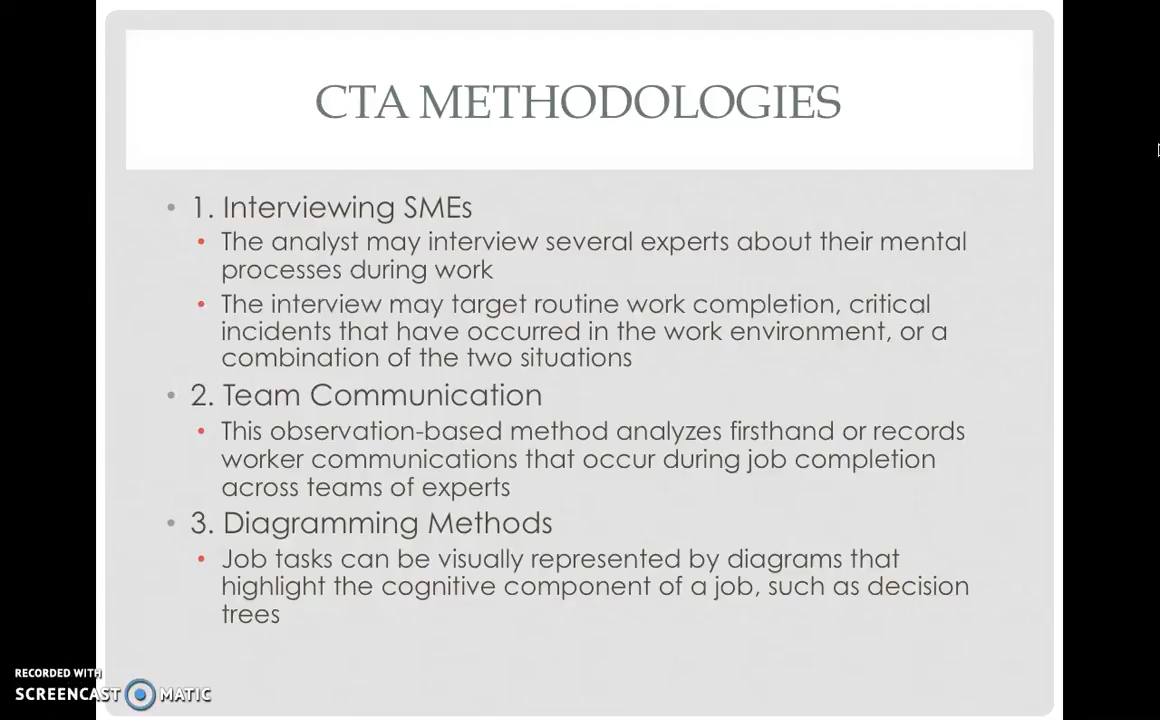 CTA METHODOLOGIES
• 1. Interviewing SMEs
• The analyst may interview several experts about their mental
processes during work
• The interview may target routine work completion, critical
incidents that have occurred in the work environment, or a
combination of the two situations
• 2. Team Communication
• This observation-based method analyzes firsthand or records
worker communications that occur during job completion
across teams of experts
• 3. Diagramming Methods
• Job tasks can be visually represented by diagrams that
highlight the cognitive component of a job, such as decision
trees
RECORDED WITH
SCREENCAST MATIC